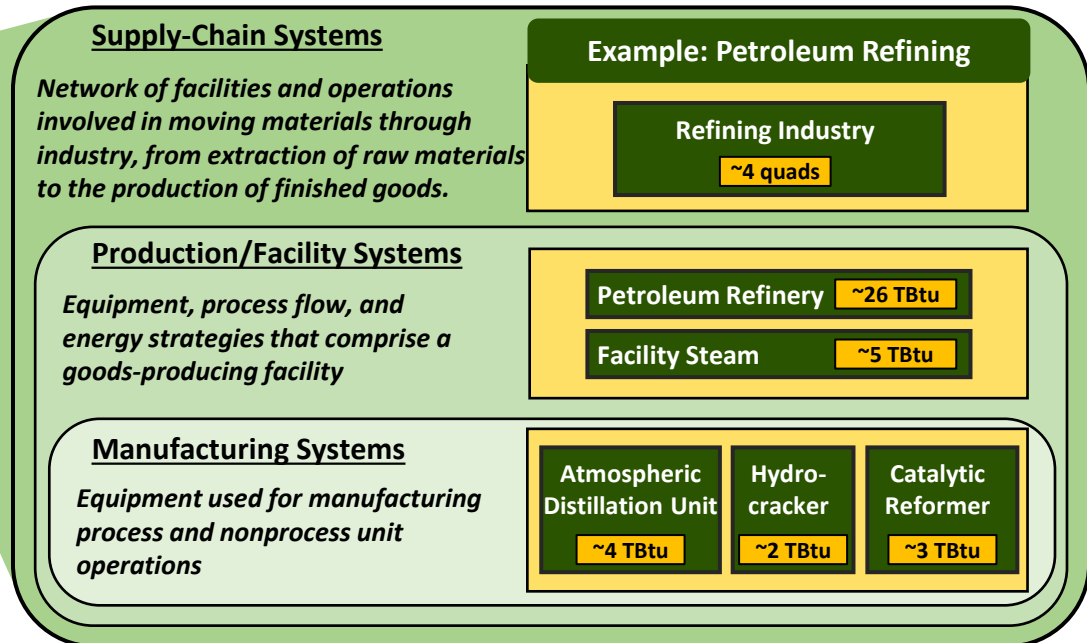 Supply-Chain Systems
Network of facilities and operations
involved in moving materials through
industry, from extraction of raw materials
to the production of finished goods.
Example: Petroleum Refining
Refining Industry
~4 quads
Production/Facility Systems
Equipment, process flow, and
energy strategies that comprise a
goods-producing facility
Petroleum Refinery ~26 TBtu
Facility Steam ~5 TBtu
Manufacturing Systems
Equipment used for manufacturing
process and nonprocess unit
operations
Atmospheric
Distillation Unit
~4 TBtu
Hydro-
cracker
~2 TBtu
Catalytic
Reformer
~3 TBtu